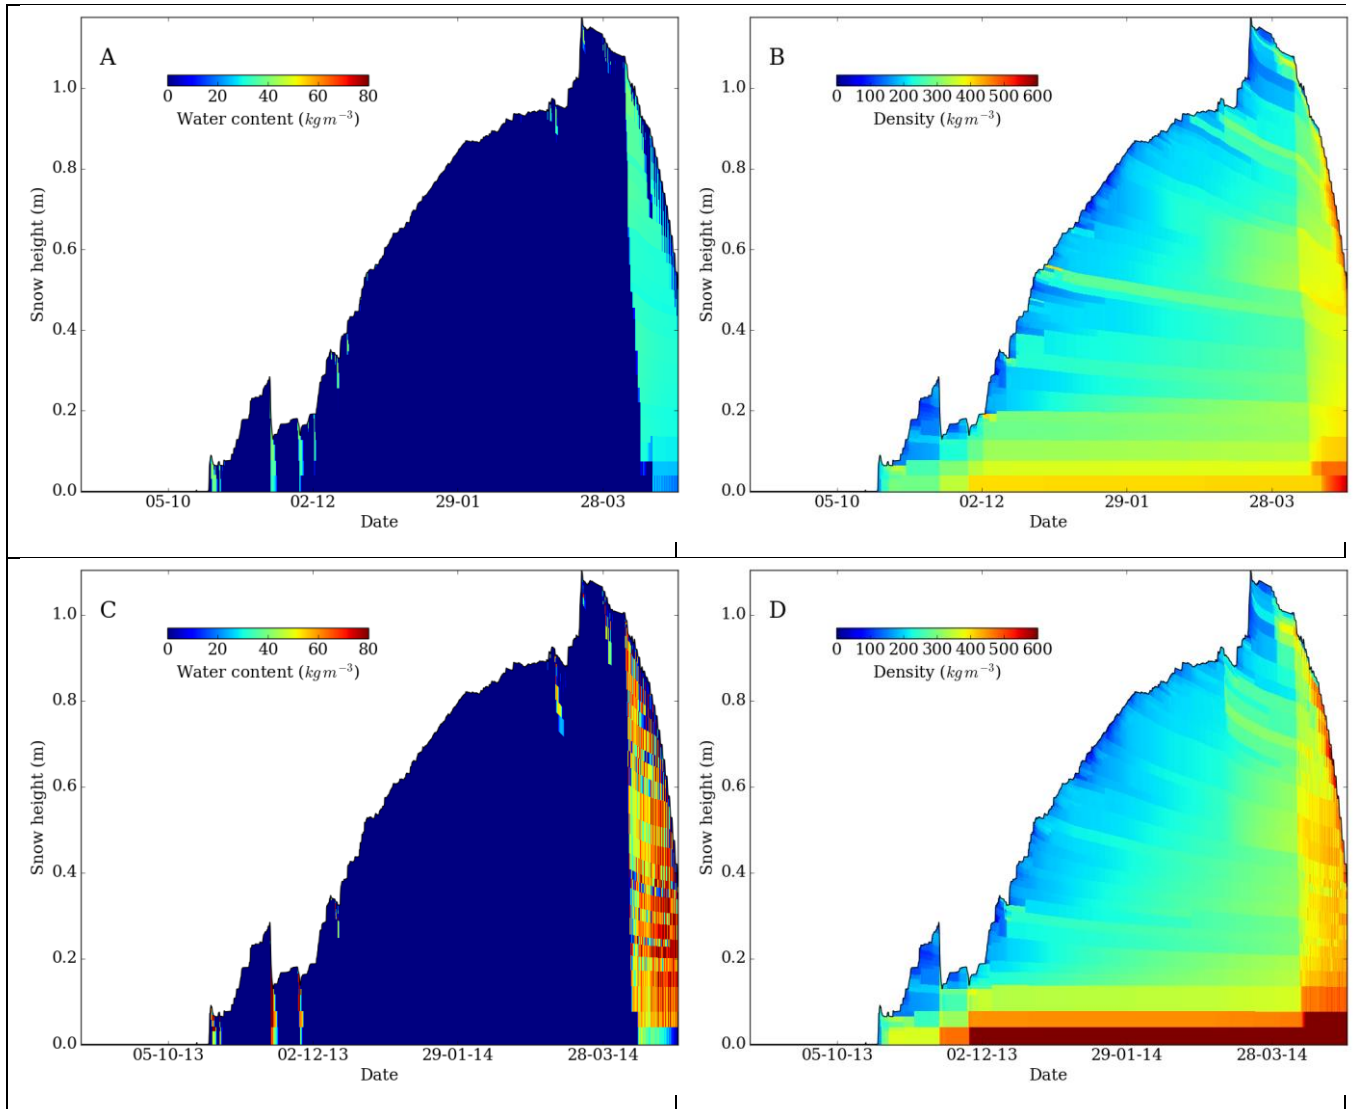 A
0 20 40 60 80
Water content (kg m⁻³)
1.0
0.8
0.6
0.4
0.2
0.0
Snow height (m)
05-10 02-12 29-01 28-03
Date
B
0 100 200 300 400 500 600
Density (kg m⁻³)
1.0
0.8
0.6
0.4
0.2
0.0
Snow height (m)
05-10 02-12 29-01 28-03
Date
C
0 20 40 60 80
Water content (kg m⁻³)
1.0
0.8
0.6
0.4
0.2
0.0
Snow height (m)
05-10-13 02-12-13 29-01-14 28-03-14
Date
D
0 100 200 300 400 500 600
Density (kg m⁻³)
1.0
0.8
0.6
0.4
0.2
0.0
Snow height (m)
05-10-13 02-12-13 29-01-14 28-03-14
Date